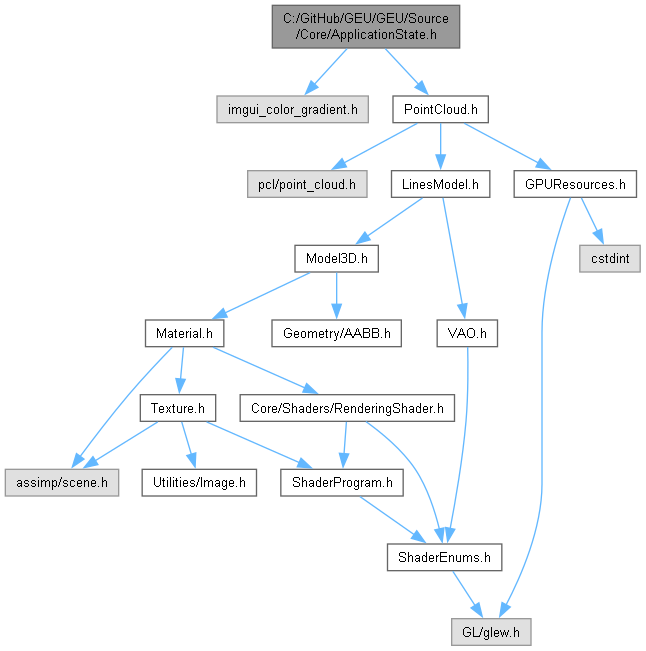 C:/GitHub/GEU/GEU/Source
/Core/ApplicationState.h
imgui_color_gradient.h
PointCloud.h
pcl/point_cloud.h
LinesModel.h
GPUResources.h
Model3D.h
cstdint
Material.h
Geometry/AABB.h
VAO.h
Texture.h
Core/Shaders/RenderingShader.h
assimp/scene.h
Utilities/Image.h
ShaderProgram.h
ShaderEnums.h
GL/glew.h